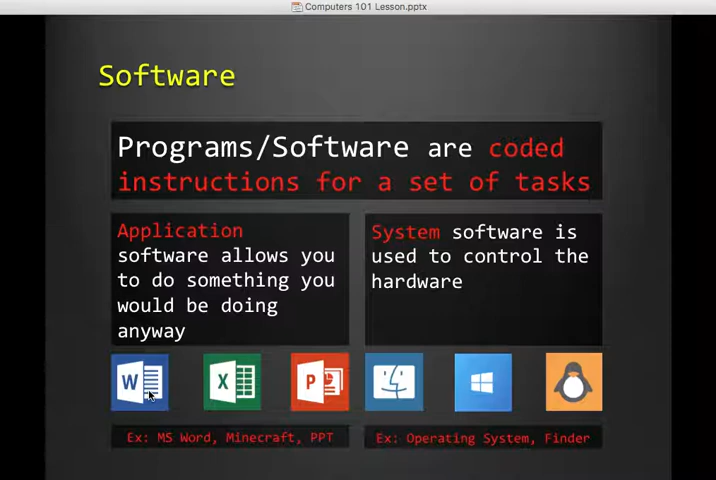 Computers 101 Lesson.pptx
Software
Programs/Software are coded
instructions for a set of tasks
Application
software allows you
to do something you
would be doing
anyway
System software is
used to control the
hardware
W
X
P
Ex: MS Word, Minecraft, PPT
Ex: Operating System, Finder